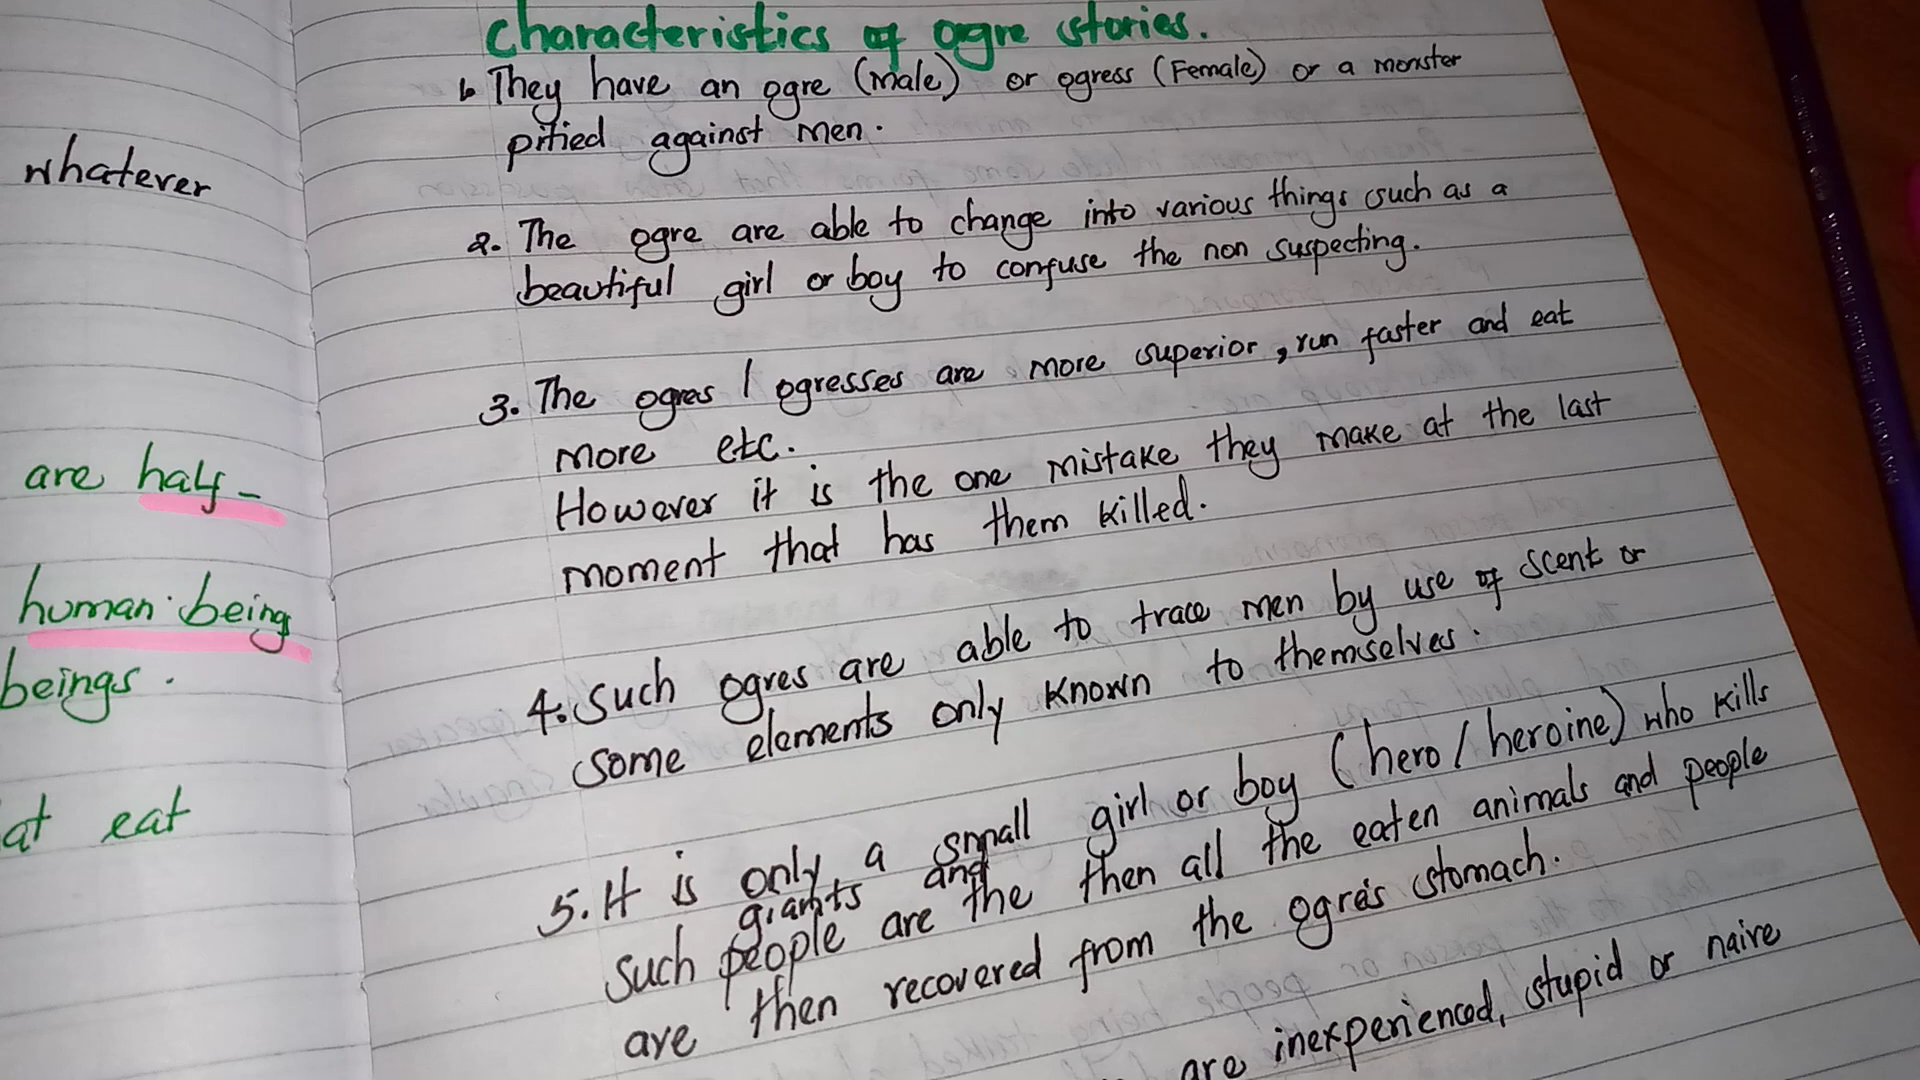 whatever
are half-
human being
beings.
at eat
characteristics of ogre stories.
1. They have an ogre (male) or ogress (Female) or a monster
pitied against men.
2. The ogre are able to change into various things such as a
beautiful girl or boy to confuse the non suspecting.
3. The ogres / ogresses are more superior, run faster and eat
more etc.
However it is the one mistake they make at the last
moment that has them killed.
4. Such ogres are able to trace men by use of scent or
some elements only known to themselves.
5. It is only a small girl or boy (hero / heroine) who kills
giants and
such people are the then all the eaten animals and people
are then recovered from the ogre's stomach.
are inexperienced, stupid or naive